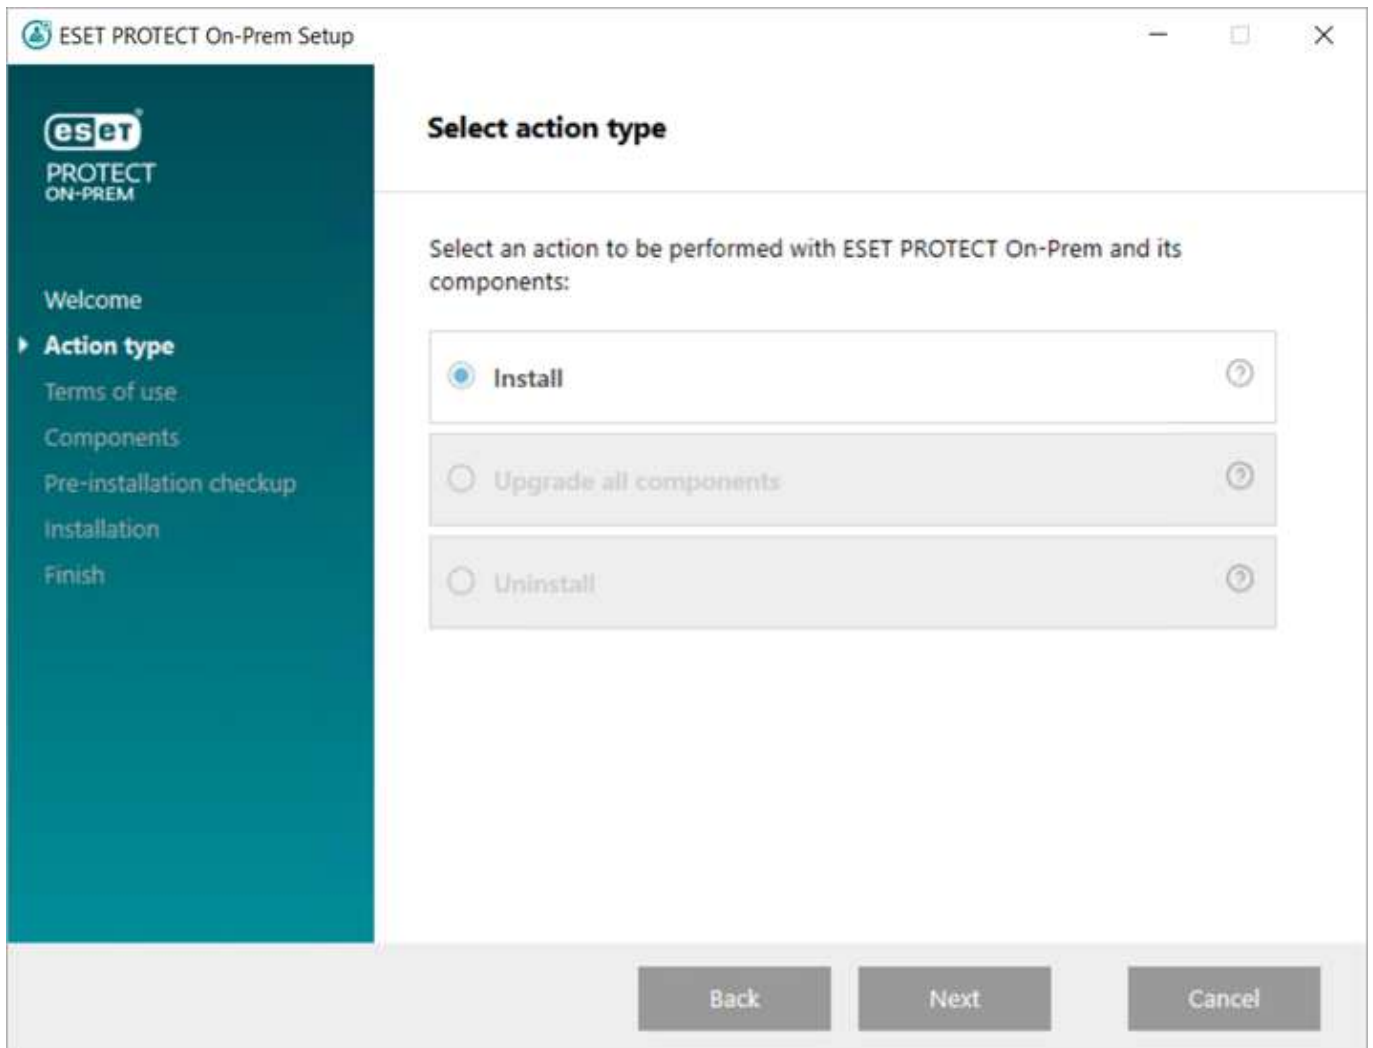 ESET PROTECT On-Prem Setup
eseT
PROTECT
ON-PREM
Welcome
Action type
Terms of use
Components
Pre-installation checkup
Installation
Finish
Select action type
Select an action to be performed with ESET PROTECT On-Prem and its
components:
Install
Upgrade all components
Uninstall
Back
Next
Cancel